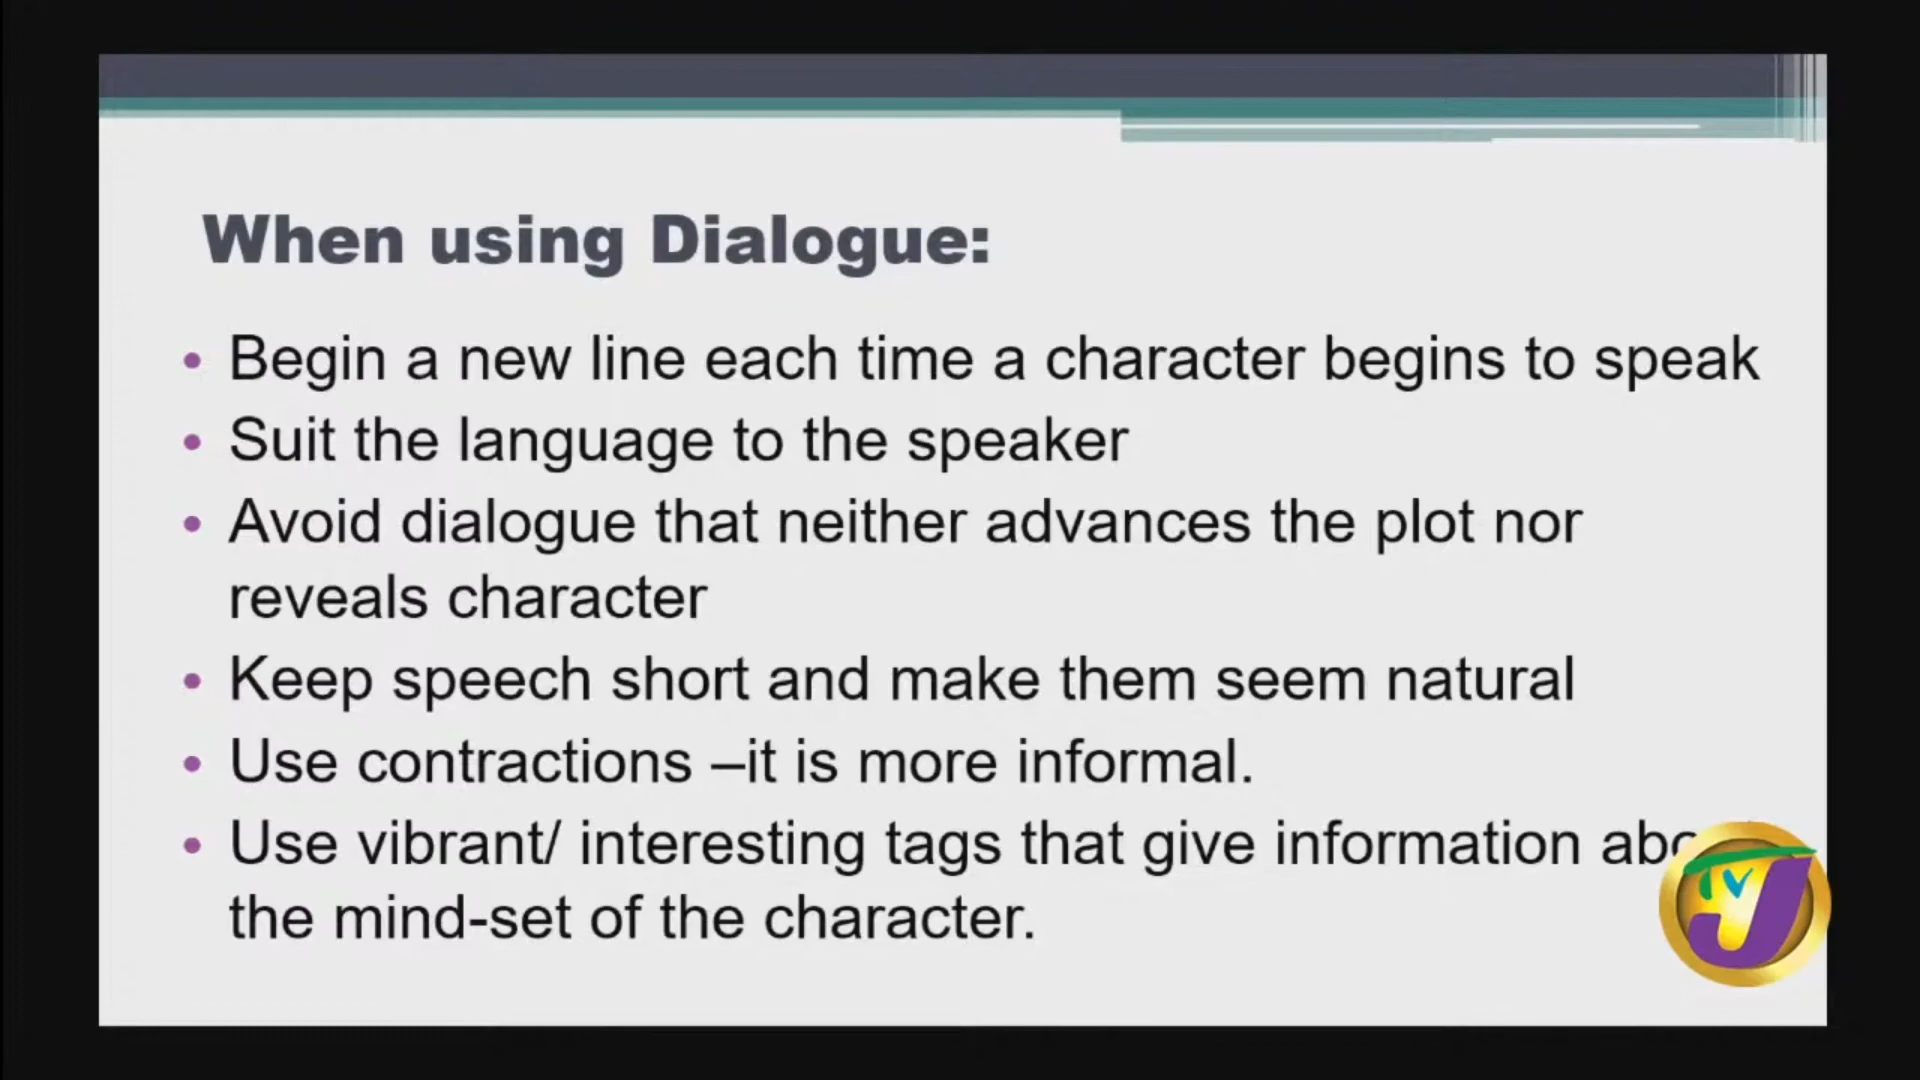 When using Dialogue:
• Begin a new line each time a character begins to speak
• Suit the language to the speaker
• Avoid dialogue that neither advances the plot nor
reveals character
• Keep speech short and make them seem natural
• Use contractions –it is more informal.
• Use vibrant/ interesting tags that give information
the mind-set of the character.
TVJ